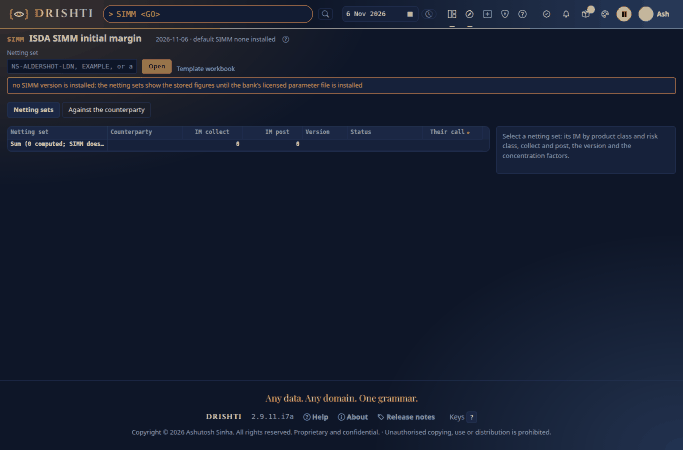 DRISHTI > SIMM <GO> 6 Nov 2026 Ash
SIMM ISDA SIMM initial margin 2026-11-06 · default SIMM none installed
Netting set
NS-ALDERSHOT-LDN, EXAMPLE, or a Open Template workbook
no SIMM version is installed: the netting sets show the stored figures until the bank's licensed parameter file is installed
Netting sets Against the counterparty
Netting set Counterparty IM collect IM post Version Status Their call
Sum (0 computed; SIMM does… 0 0
Select a netting set: its IM by product class and risk
class, collect and post, the version and the
concentration factors.
Any data. Any domain. One grammar.
DRISHTI 2.9.11.i7a Help About Release notes Keys ?
Copyright © 2026 Ashutosh Sinha. All rights reserved. Proprietary and confidential. · Unauthorised copying, use or distribution is prohibited.